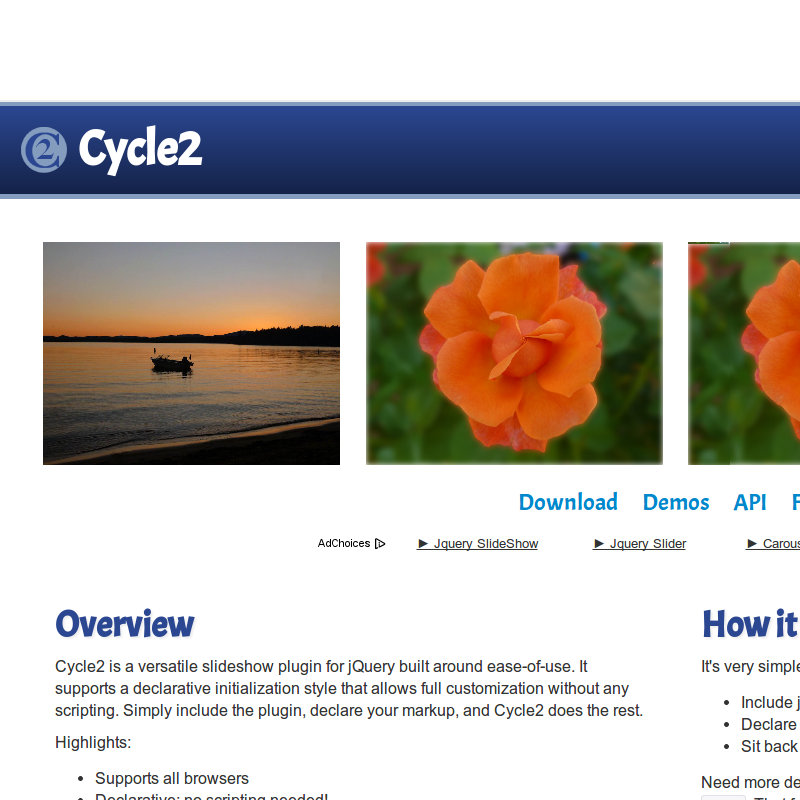 Cycle2
Download Demos API
AdChoices
► Jquery SlideShow ► Jquery Slider ►
Overview
Cycle2 is a versatile slideshow plugin for jQuery built around ease-of-use. It
supports a declarative initialization style that allows full customization without any
scripting. Simply include the plugin, declare your markup, and Cycle2 does the rest.
Highlights:
• Supports all browsers
• Declarative: no scripting needed!
How it
It's very
• Include
• Declare
• Sit back
Need more